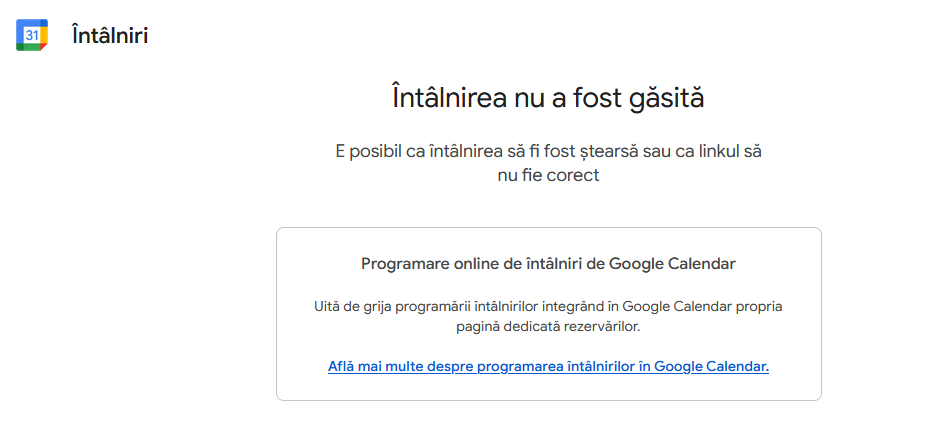 31
Întâlniri
Întâlnirea nu a fost găsită
E posibil ca întâlnirea să fi fost ștearsă sau ca linkul să
nu fie corect
Programare online de întâlniri de Google Calendar
Uită de grija programării întâlnirilor integrând în Google Calendar propria
pagină dedicată rezervărilor.
Află mai multe despre programarea întâlnirilor în Google Calendar.